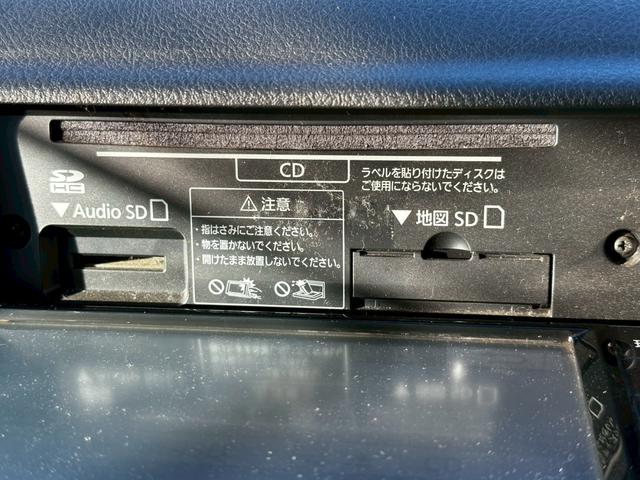 CD
ラベルを貼り付けたディスクは
ご使用にならないでください。
SD
HC
▼Audio SD
⚠注意
・指はさみにご注意ください。
・物を置かないでください。
・開けたまま放置しないでください。
▼地図 SD